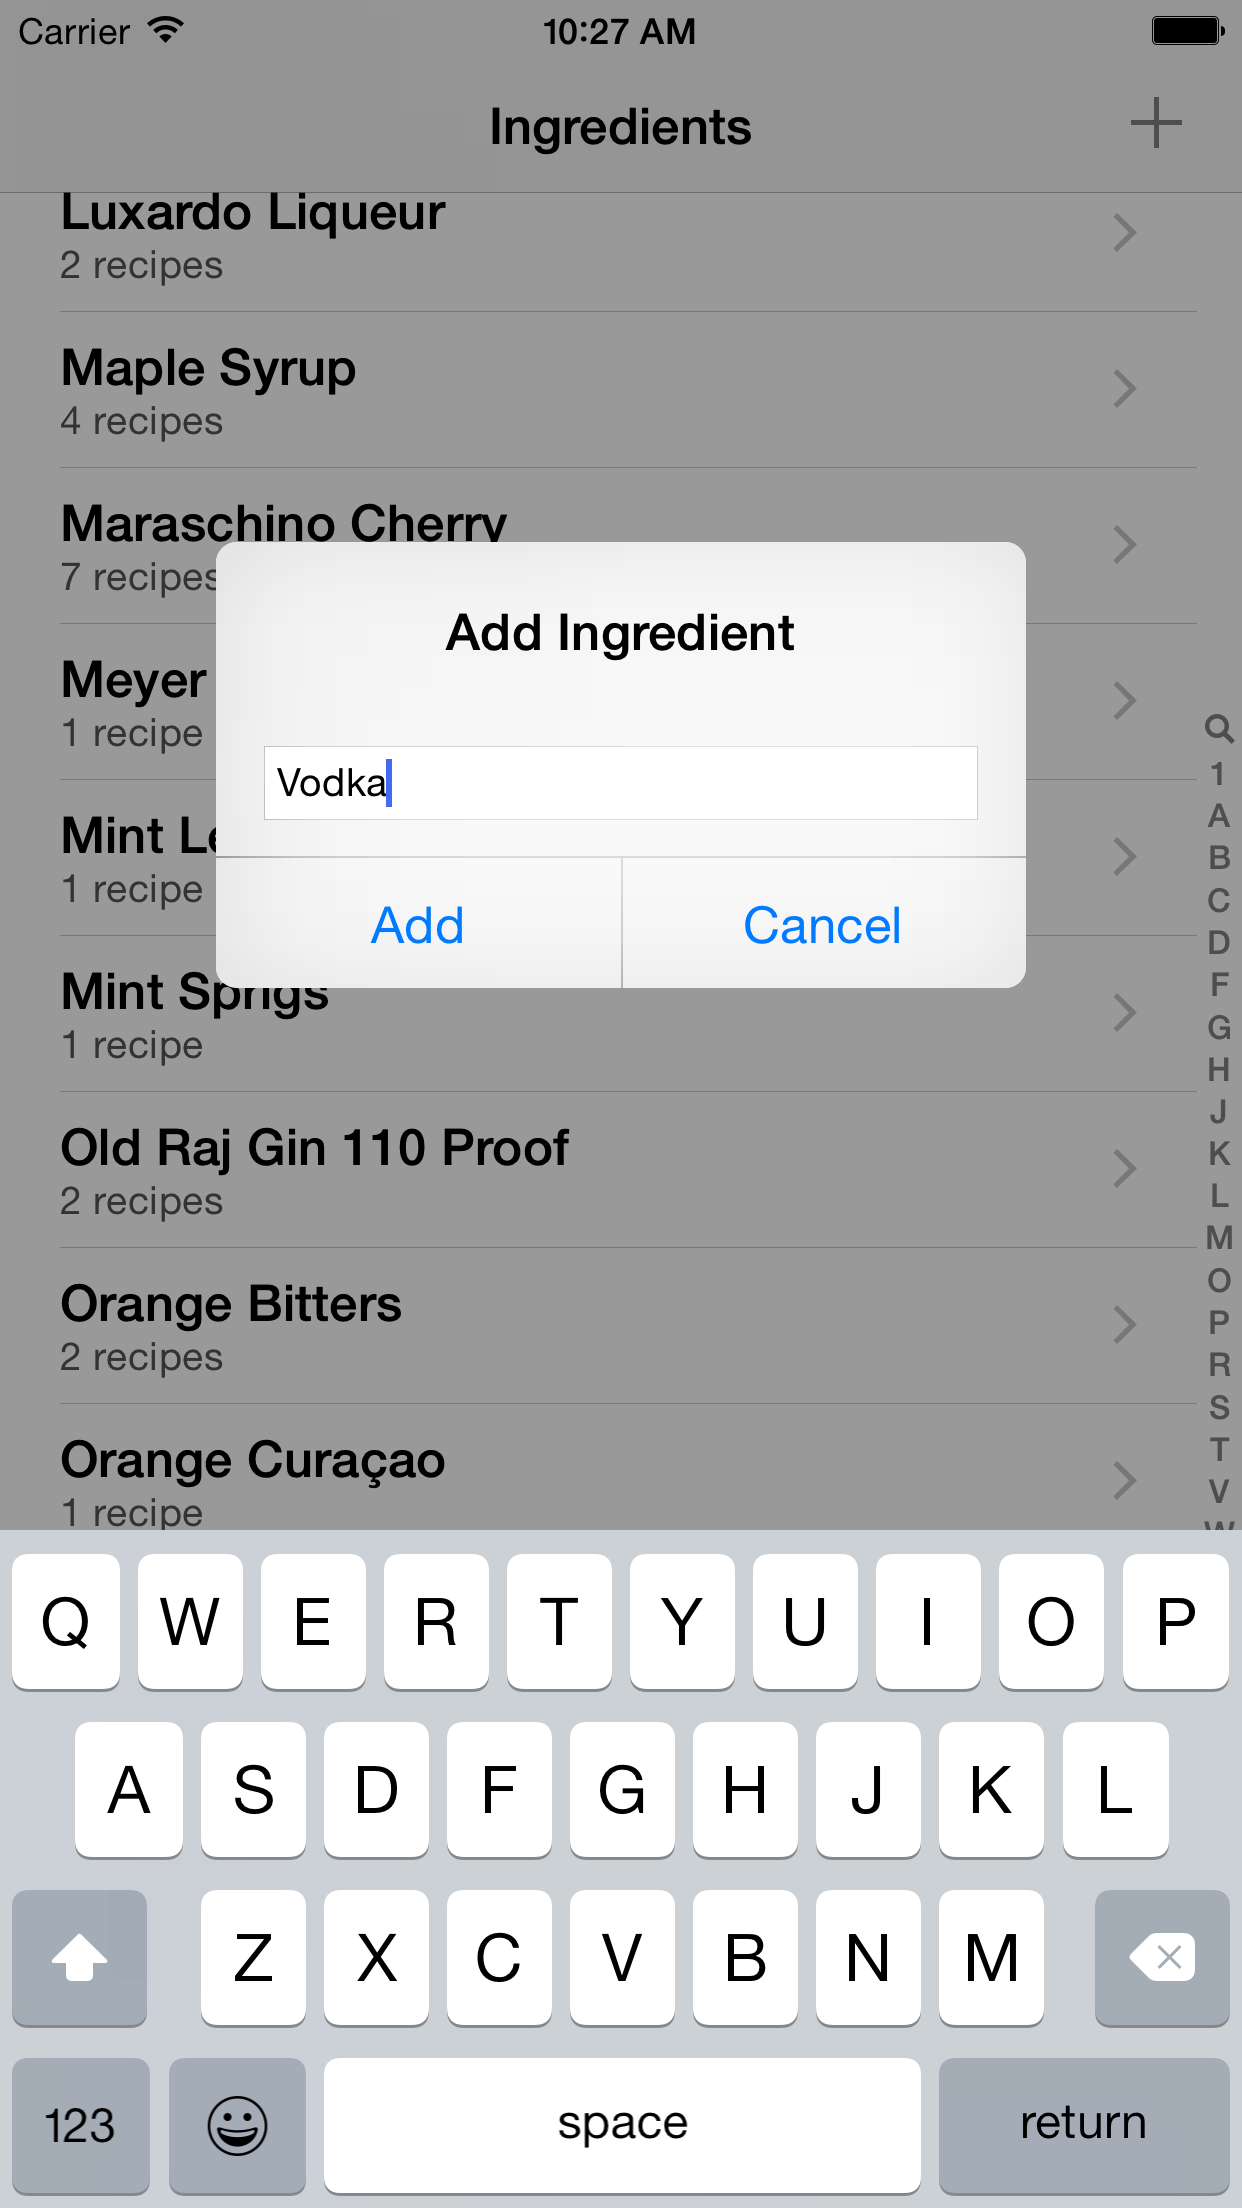 Carrier 10:27 AM
Ingredients
Luxardo Liqueur
2 recipes
Maple Syrup
4 recipes
Maraschino Cherry
7 recipes
Add Ingredient
Meyer
1 recipe
Vodka
Mint Le
1 recipe
Add Cancel
Mint Sprigs
1 recipe
Old Raj Gin 110 Proof
2 recipes
Orange Bitters
2 recipes
Orange Curaçao
1 recipe
1
A
B
C
D
F
G
H
J
K
L
M
O
P
R
S
T
V
W
Q W E R T Y U I O P
A S D F G H J K L
Z X C V B N M
123 space return